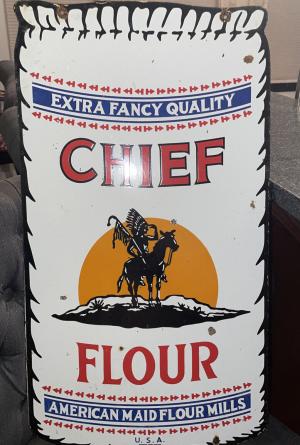 EXTRA FANCY QUALITY
CHIEF
FLOUR
AMERICAN MAID FLOUR MILLS
U.S.A.